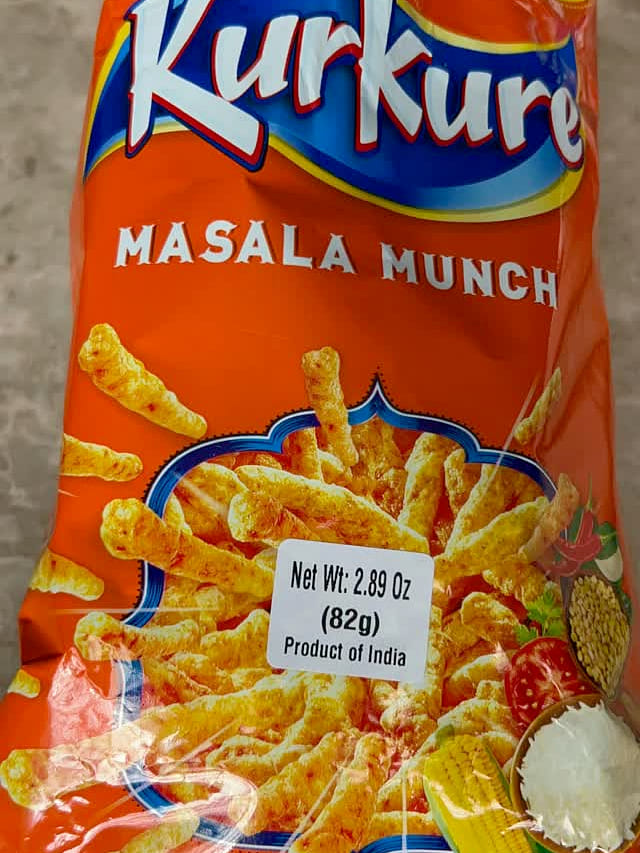 Kurkure
MASALA MUNCH
Net Wt: 2.89 Oz
(82g)
Product of India